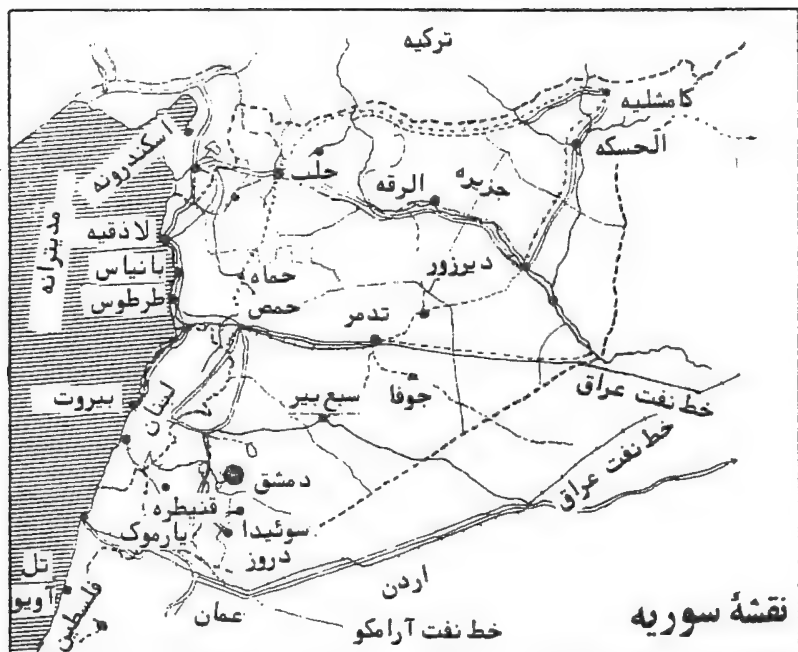 ترکیه
کامشلیه
الحسکه
اسکندرونه
حلب
جزیره
الرقه
مدیترانه
لاذقیه
بانیاس
طرطوس
حماه
حمص
دیرزور
تدمر
بیروت
لبنان
سبع بیر
جوفا
خط نفت عراق
خط نفت عراق
دمشق
قنیطره
یارموک
سوئیدا
دروز
تل
آویو
فلسطین
عمان
اردن
خط نفت آرامکو
نقشهٔ سوریه